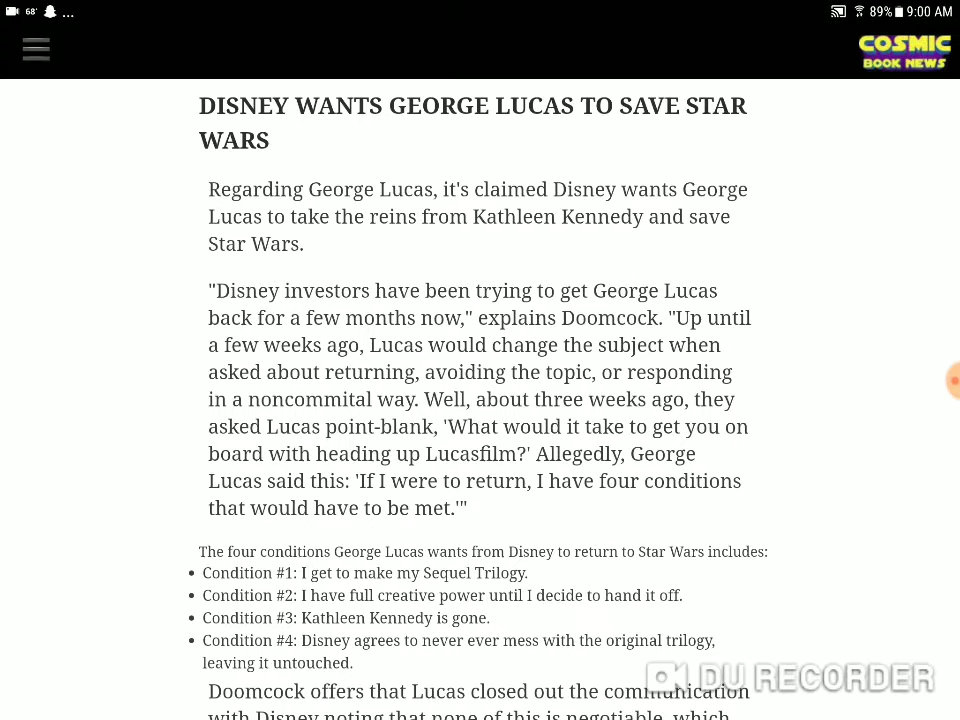 68° ... 89% 9:00 AM
COSMIC
BOOK NEWS
DISNEY WANTS GEORGE LUCAS TO SAVE STAR
WARS
Regarding George Lucas, it's claimed Disney wants George
Lucas to take the reins from Kathleen Kennedy and save
Star Wars.
"Disney investors have been trying to get George Lucas
back for a few months now," explains Doomcock. "Up until
a few weeks ago, Lucas would change the subject when
asked about returning, avoiding the topic, or responding
in a noncommital way. Well, about three weeks ago, they
asked Lucas point-blank, 'What would it take to get you on
board with heading up Lucasfilm?' Allegedly, George
Lucas said this: 'If I were to return, I have four conditions
that would have to be met.'"
The four conditions George Lucas wants from Disney to return to Star Wars includes:
• Condition #1: I get to make my Sequel Trilogy.
• Condition #2: I have full creative power until I decide to hand it off.
• Condition #3: Kathleen Kennedy is gone.
• Condition #4: Disney agrees to never ever mess with the original trilogy,
leaving it untouched.
DU RECORDER
Doomcock offers that Lucas closed out the communication
with Disney noting that none of this is negotiable, which